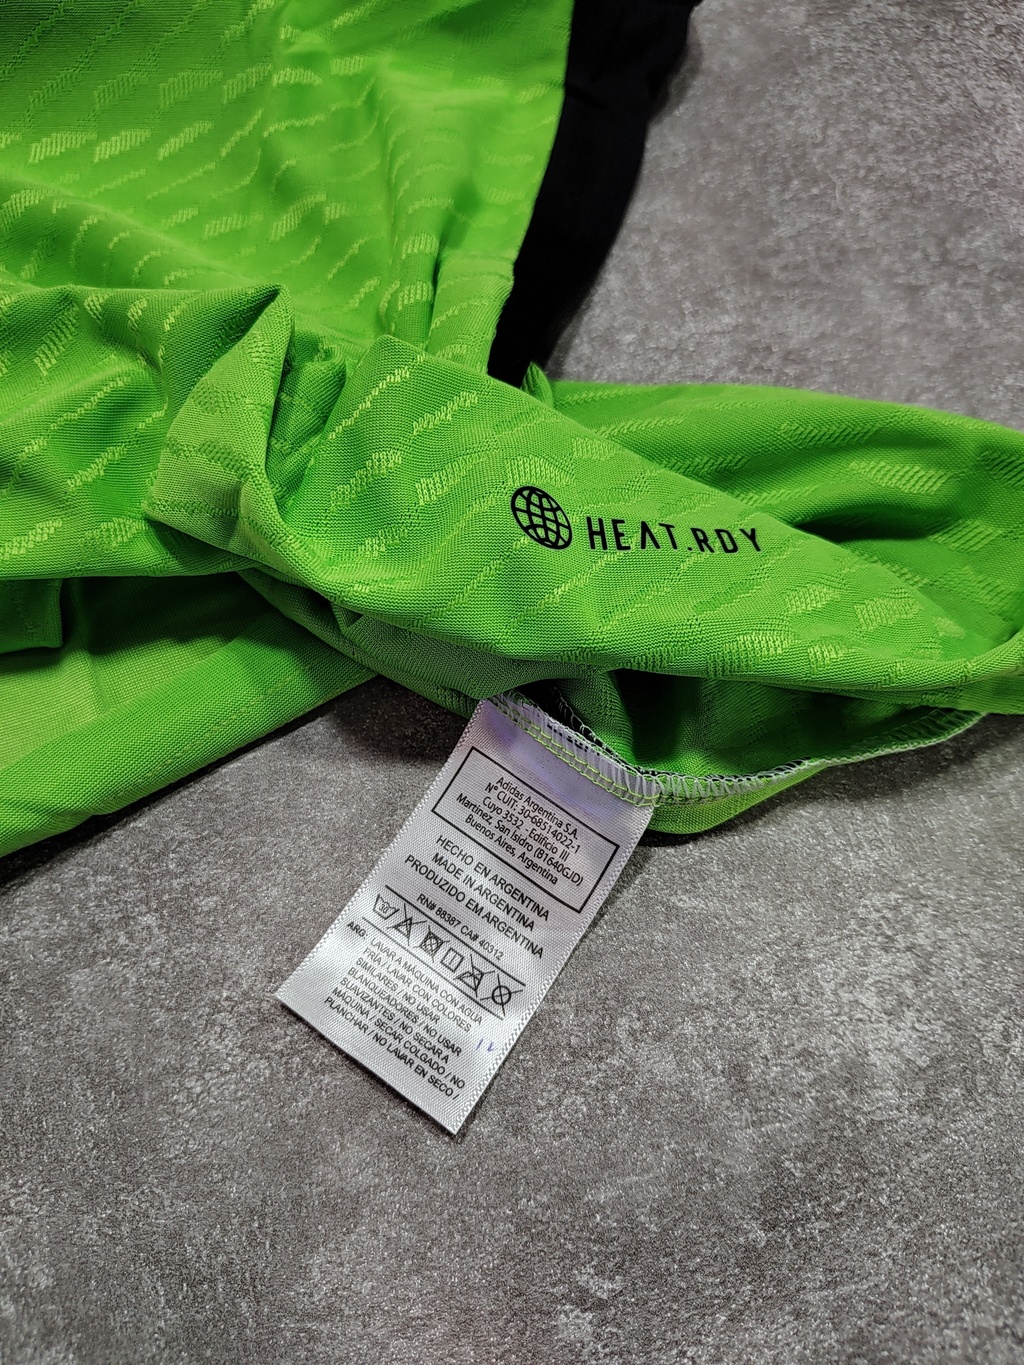 HEAT.RDY
Adidas Argentina S.A.
N° CUIT: 30-68514022-1
Cuyo 3532 - Edificio III
Martinez, San Isidro (B1640GJD)
Buenos Aires, Argentina
HECHO EN ARGENTINA
MADE IN ARGENTINA
PRODUZIDO EM ARGENTINA
RN# 88387 CA# 40312
30
ARG
LAVAR A MÁQUINA CON AGUA
FRÍA / LAVAR CON COLORES
SIMILARES / NO USAR
BLANQUEADORES / NO USAR
SUAVIZANTES / NO SECAR A
MÁQUINA / SECAR COLGADO / NO
PLANCHAR / NO LAVAR EN SECO /